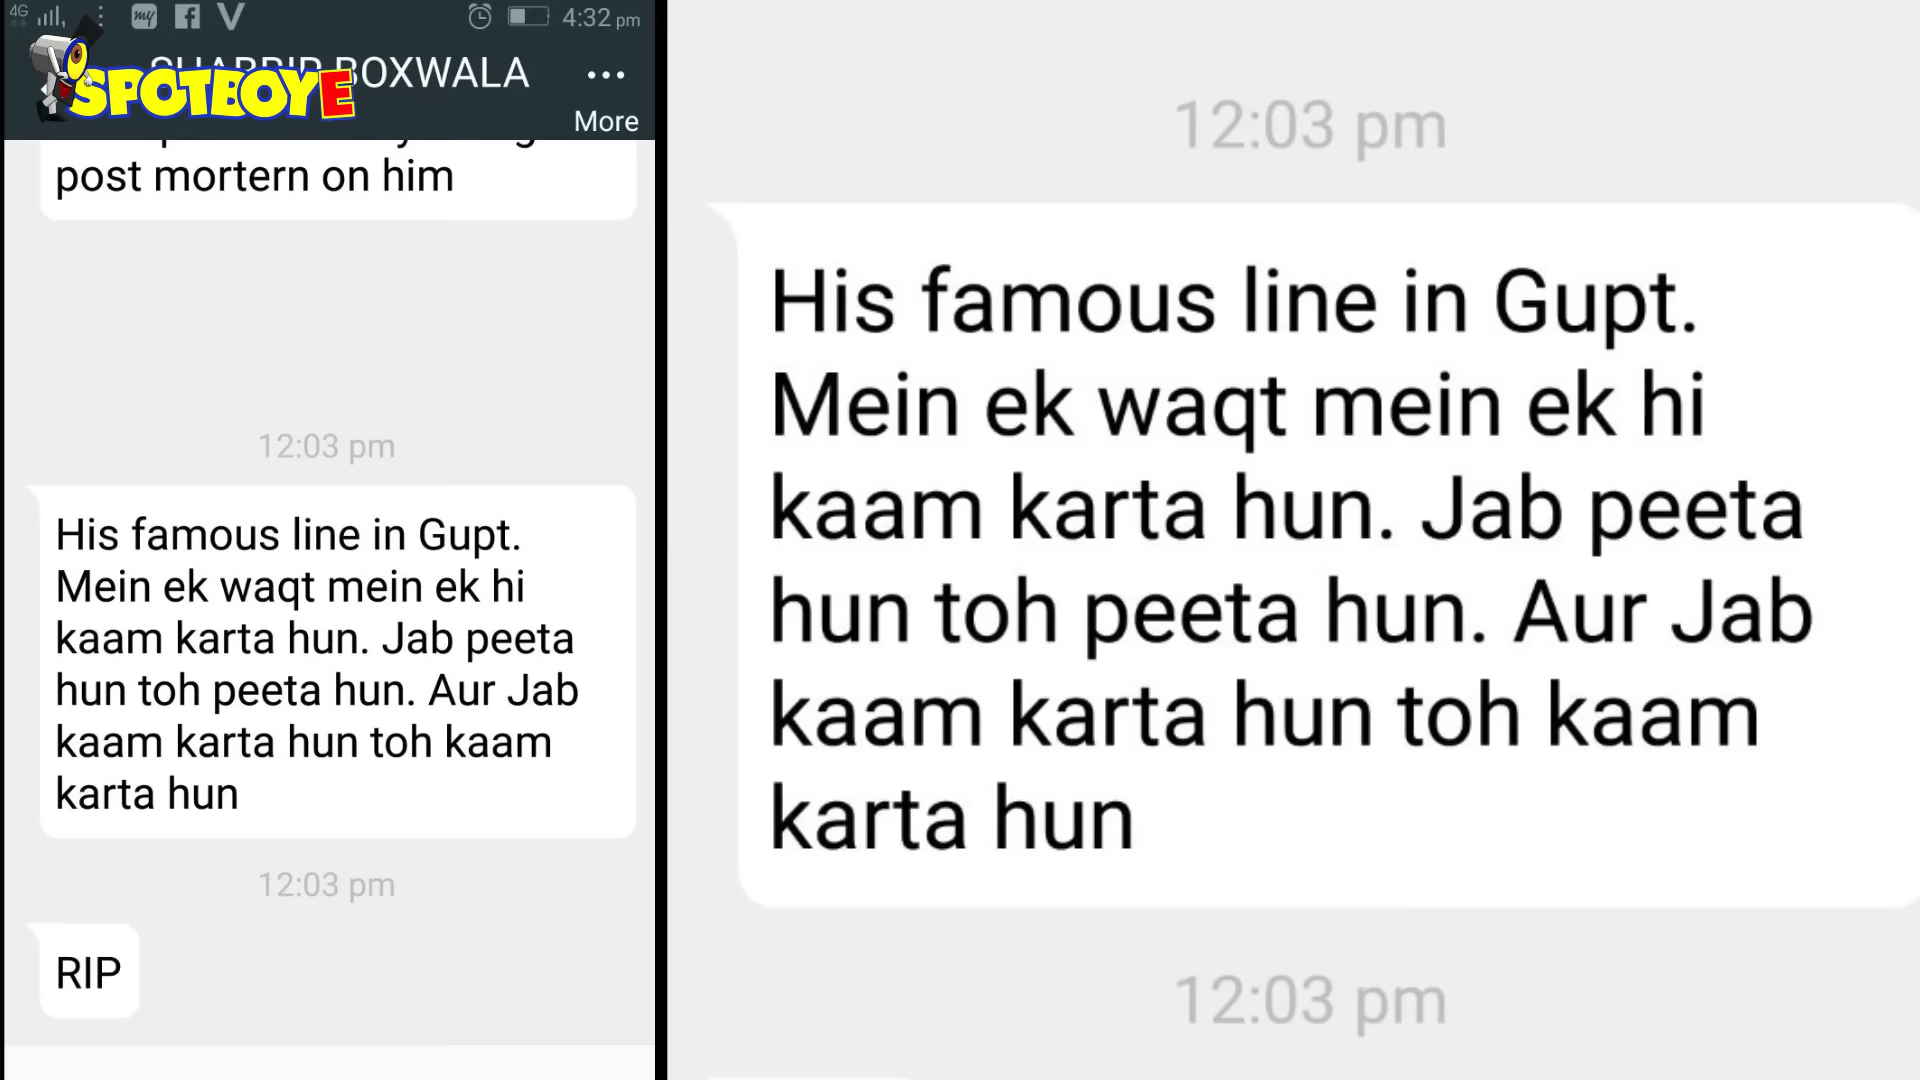 4G
my
4:32 pm
SHABBIR BOXWALA
SPOTBOYE
More
post mortern on him
12:03 pm
His famous line in Gupt.
Mein ek waqt mein ek hi
kaam karta hun. Jab peeta
hun toh peeta hun. Aur Jab
kaam karta hun toh kaam
karta hun
12:03 pm
RIP
12:03 pm
His famous line in Gupt.
Mein ek waqt mein ek hi
kaam karta hun. Jab peeta
hun toh peeta hun. Aur Jab
kaam karta hun toh kaam
karta hun
12:03 pm